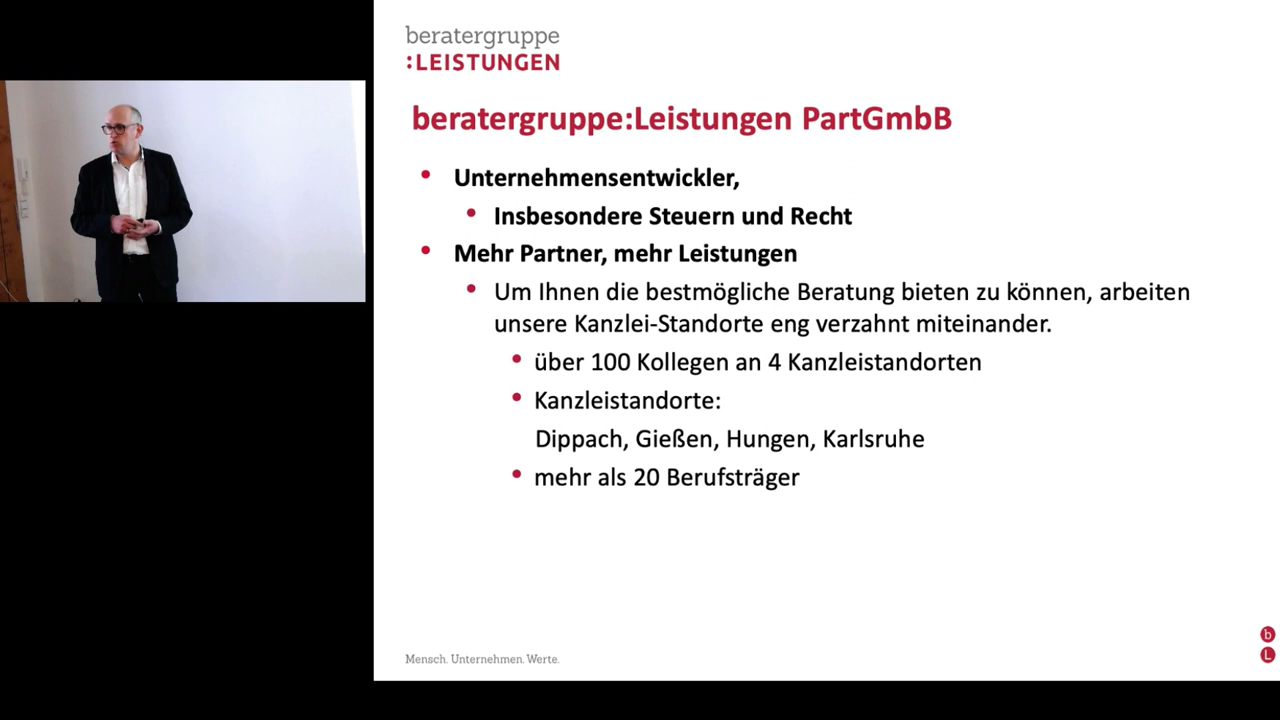 beratergruppe
:LEISTUNGEN
beratergruppe:Leistungen PartGmbB
• Unternehmensentwickler,
• Insbesondere Steuern und Recht
• Mehr Partner, mehr Leistungen
• Um Ihnen die bestmögliche Beratung bieten zu können, arbeiten
unsere Kanzlei-Standorte eng verzahnt miteinander.
• über 100 Kollegen an 4 Kanzleistandorten
• Kanzleistandorte:
Dippach, Gießen, Hungen, Karlsruhe
• mehr als 20 Berufsträger
Mensch. Unternehmen. Werte.
b
L